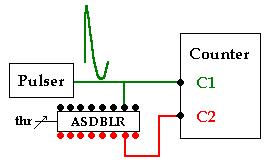 Counter
Pulser
C1
thr
ASDBLR
C2